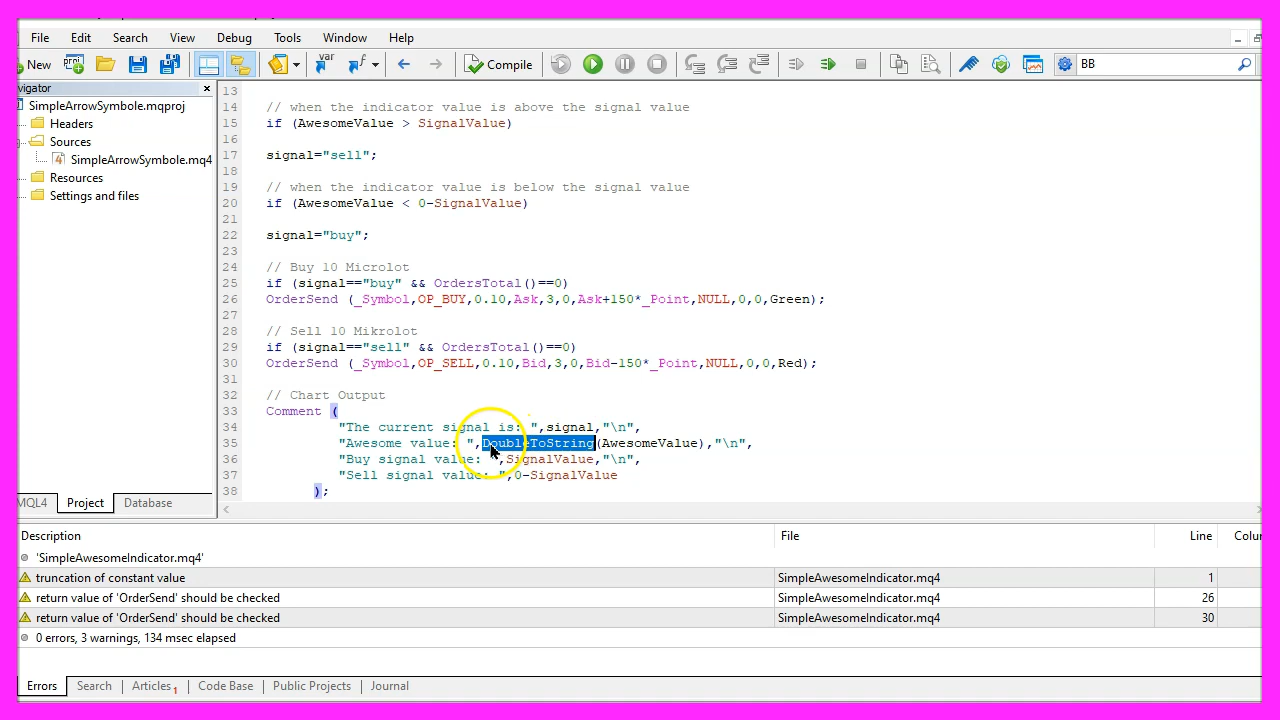 File Edit Search View Debug Tools Window Help
New Compile BB
vigator
SimpleArrowSymbole.mqproj
Headers
Sources
SimpleArrowSymbole.mq4
Resources
Settings and files
MQL4 Project Database
13
14 // when the indicator value is above the signal value
15 if (AwesomeValue > SignalValue)
16
17 signal="sell";
18
19 // when the indicator value is below the signal value
20 if (AwesomeValue < 0-SignalValue)
21
22 signal="buy";
23
24 // Buy 10 Microlot
25 if (signal=="buy" && OrdersTotal()==0)
26 OrderSend (_Symbol,OP_BUY,0.10,Ask,3,0,Ask+150*_Point,NULL,0,0,Green);
27
28 // Sell 10 Mikrolot
29 if (signal=="sell" && OrdersTotal()==0)
30 OrderSend (_Symbol,OP_SELL,0.10,Bid,3,0,Bid-150*_Point,NULL,0,0,Red);
31
32 // Chart Output
33 Comment (
34 "The current signal is: ",signal,"\n",
35 "Awesome value: ",DoubleToString(AwesomeValue),"\n",
36 "Buy signal value: ",SignalValue,"\n",
37 "Sell signal value: ",0-SignalValue
38 );
Description File Line Colu
'SimpleAwesomeIndicator.mq4'
truncation of constant value SimpleAwesomeIndicator.mq4 1
return value of 'OrderSend' should be checked SimpleAwesomeIndicator.mq4 26
return value of 'OrderSend' should be checked SimpleAwesomeIndicator.mq4 30
0 errors, 3 warnings, 134 msec elapsed
Errors Search Articles 1 Code Base Public Projects Journal